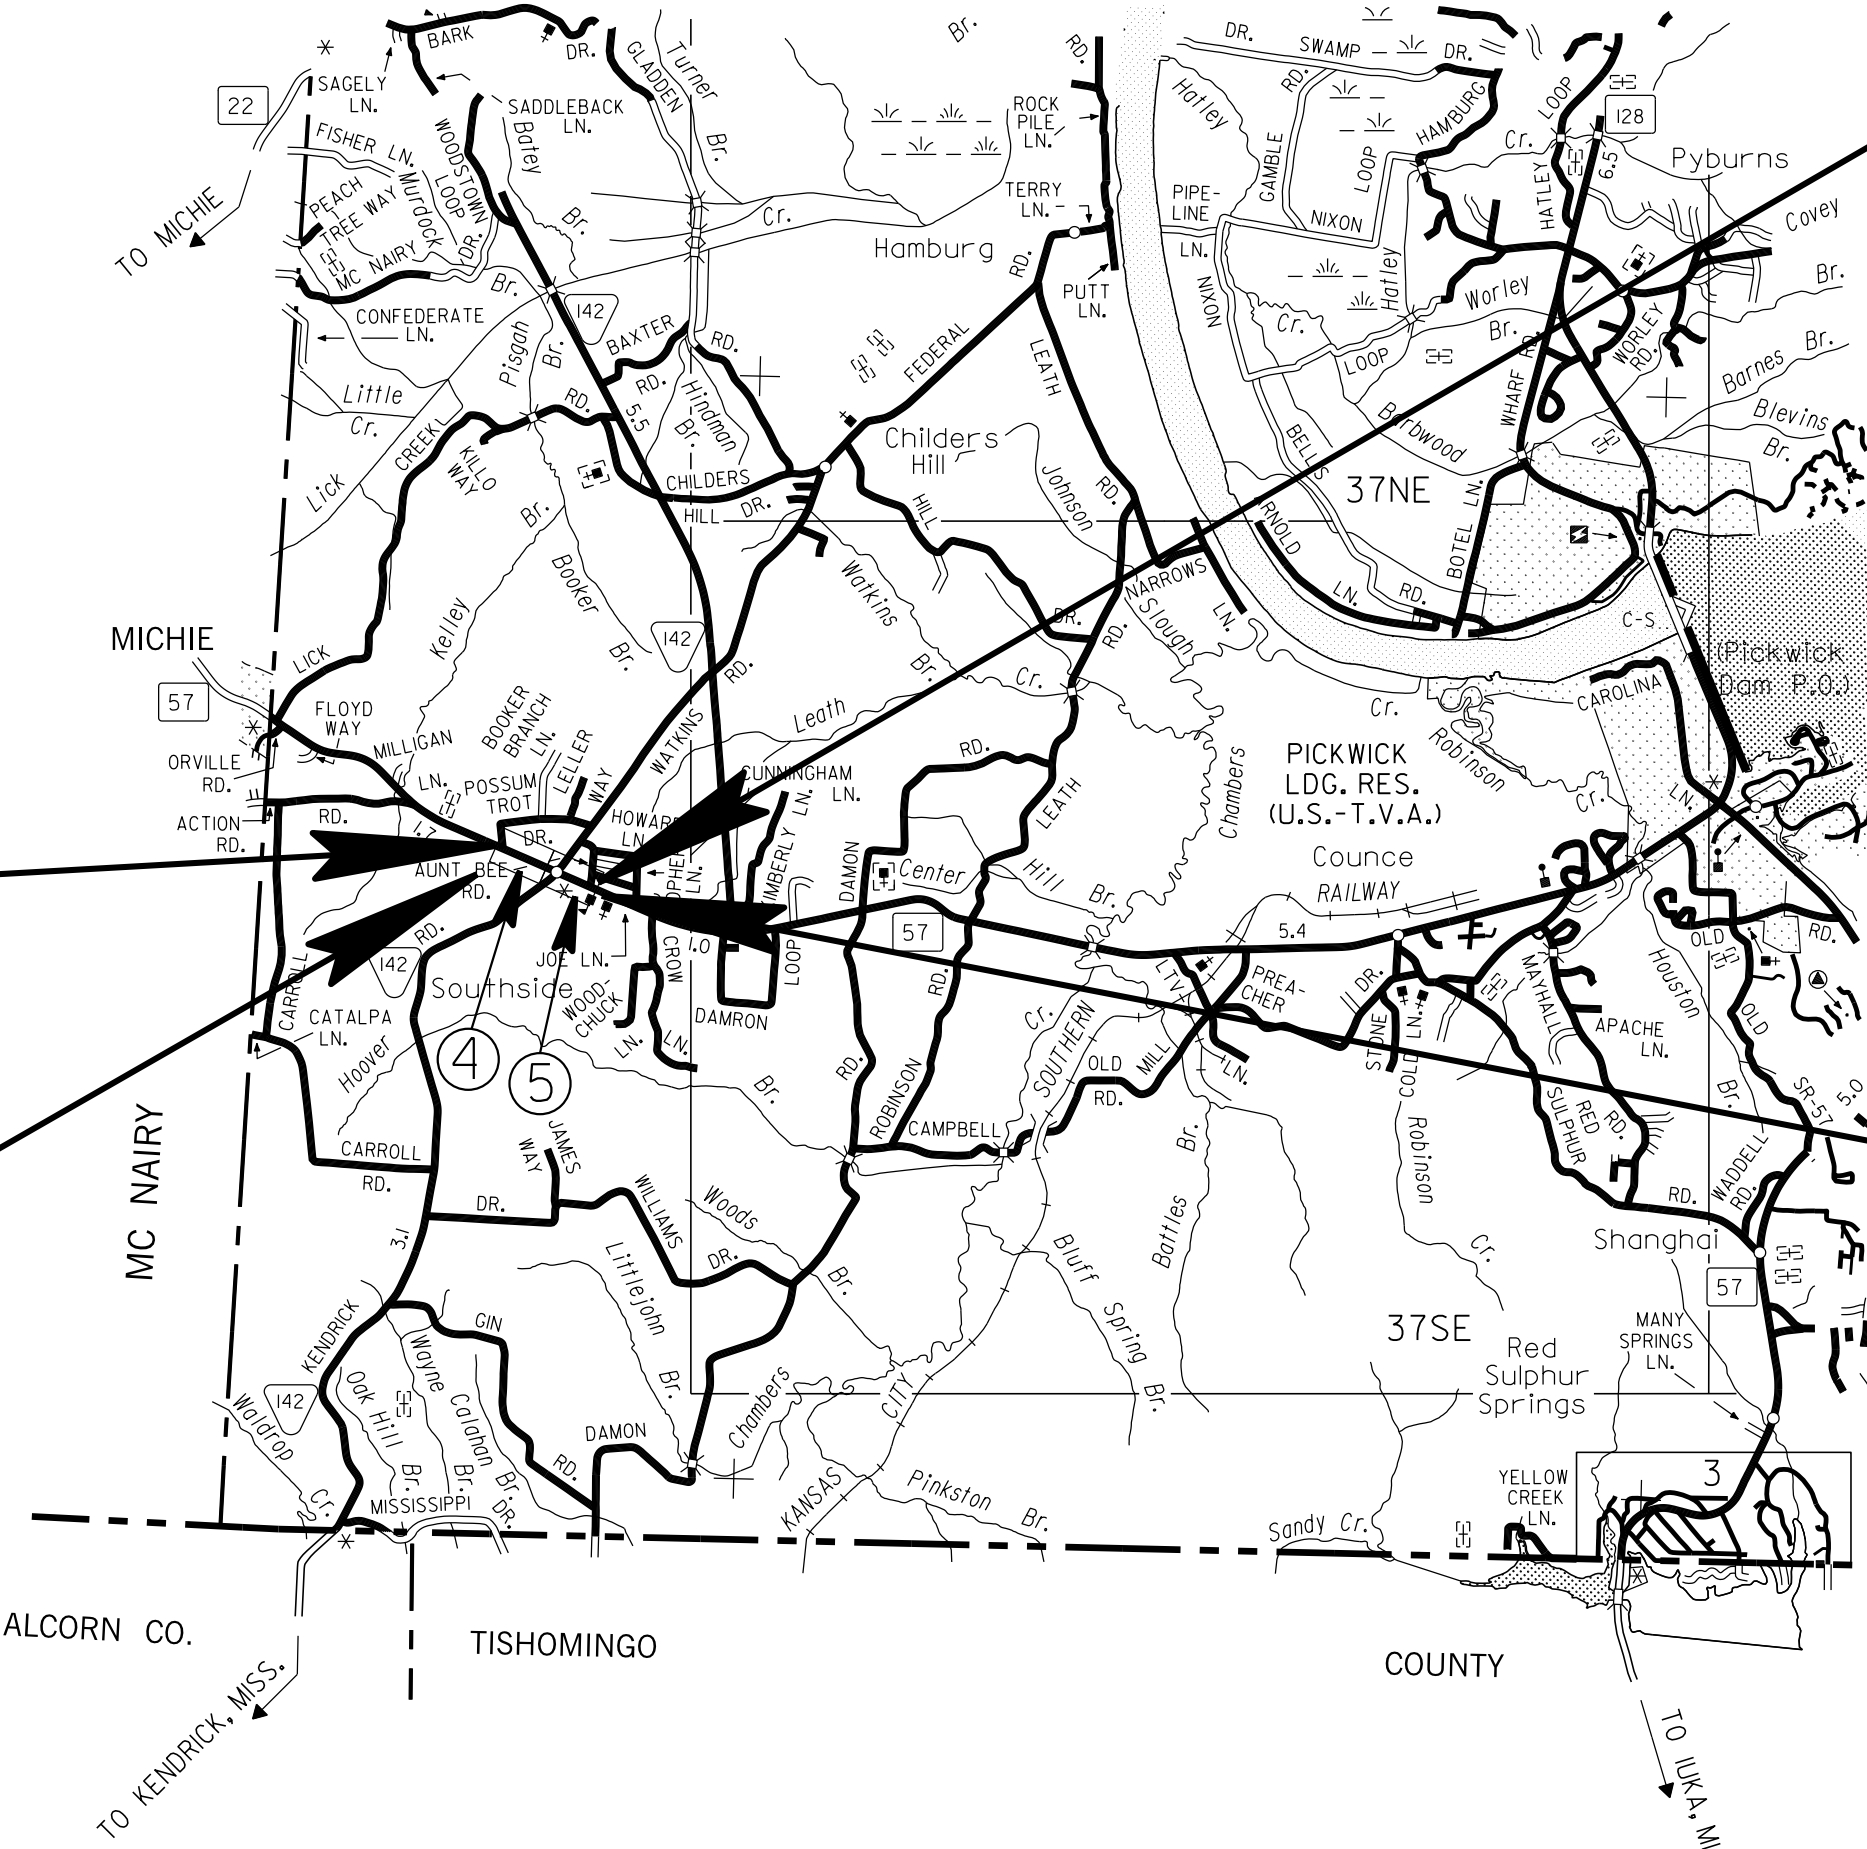 BARK
DR.
SAGELY
LN.
22
SADDLEBACK
LN.
GLADDEN
Turner
Br.
Br.
RD.
DR.
SWAMP
DR.
Hatley
RD.
HAMBURG
LOOP
128
6.5
ROCK
PILE
LN.
FISHER LN.
WOODSTOWN
LOOP
DR.
Murdock
Br.
Batey
Br.
PEACH
TREE WAY
MC NAIRY
TO MICHIE
Cr.
Hamburg
TERRY
LN.
PIPE-
LINE
LN.
GAMBLE
LOOP
NIXON
NIXON
Cr.
Pyburns
HATLEY
Covey
Br.
CONFEDERATE
LN.
142
PUTT
LN.
RD.
FEDERAL
LEATH
Hatley
Cr.
Worley
Br.
LOOP
WORLEY
RD.
WHARF RD.
Barnes Br.
Blevins
Br.
Pisgah
Br.
BAXTER
RD.
RD.
Little
Cr.
RD.
5.5
Hindman
Br.
Lick
CREEK
KILLO
WAY
CHILDERS
HILL
DR.
Childers
Hill
HILL
DR.
Johnson
Slough
RD.
BELLS
Burbwood
37NE
BOTEL LN.
ARNOLD
LN.
RD.
NARROWS
LN.
Br.
Booker
Br.
Kelley
Watkins
Br.
Cr.
RD.
C-S
(Pickwick
Dam P.O.)
CAROLINA
LN.
MICHIE
57
LICK
142
RD.
WATKINS
Leath
Cr.
Robinson
Cr.
FLOYD
WAY
MILLIGAN
LN.
ORVILLE
RD.
BOOKER
BRANCH
LN.
LELLER
WAY
POSSUM
TROT
DR.
ACTION
RD.
RD.
1.7
HOWARD
LN.
CUNNINGHAM
LN.
KIMBERLY LN.
RD.
LEATH
DAMON
Chambers
PICKWICK
LDG. RES.
(U.S.-T.V.A.)
AUNT BEE
RD.
Center
Hill
Br.
Counce
RAILWAY
RD.
142
1.0
57
5.4
JOE LN.
CROW
LN.
LOOP
DAMRON
WOOD-
CHUCK
LN.
Southside
CARROLL
CATALPA
LN.
4
5
Hoover
Br.
RD.
RD.
ROBINSON
Cr.
SOUTHERN
LTV
LN.
PREA-
CHER
DR.
STONE
COLD LN.
MAYHALL
RD.
APACHE
LN.
Houston
Br.
OLD
RD.
OLD
SR-57
5.0
OLD
MILL
RD.
CAMPBELL
RED
SULPHUR
RD.
WADDELL
RD.
Robinson
Cr.
Br.
Battles
MC NAIRY
CARROLL
RD.
JAMES
WAY
DR.
WILLIAMS
DR.
Woods
Br.
3.1
Littlejohn
Br.
Bluff
Spring
Br.
Shanghai
57
37SE
MANY
SPRINGS
LN.
Red
Sulphur
Springs
KENDRICK
GIN
RD.
142
Waldrop
Cr.
Oak Hill
Br.
Wayne
Br.
Calahan
Br.
DAMON
Chambers
KANSAS
CITY
Pinkston
Br.
Sandy Cr.
YELLOW
CREEK
LN.
3
MISSISSIPPI
DR.
ALCORN CO.
TISHOMINGO
COUNTY
TO KENDRICK, MISS.
TO IUKA, MI